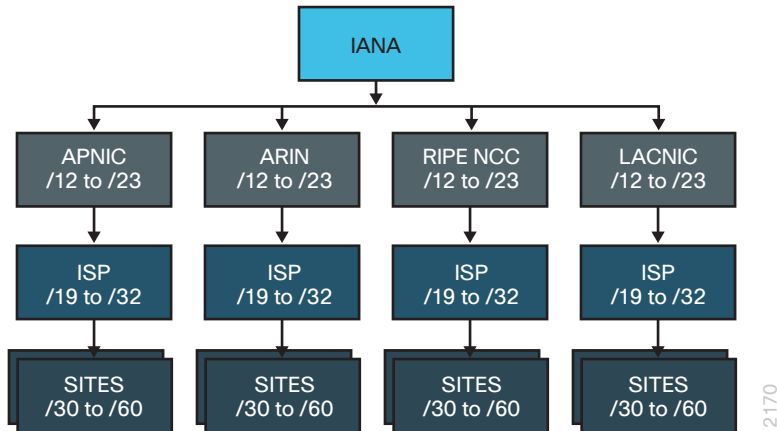 IANA
APNIC
/12 to /23
ARIN
/12 to /23
RIPE NCC
/12 to /23
LACNIC
/12 to /23
ISP
/19 to /32
ISP
/19 to /32
ISP
/19 to /32
ISP
/19 to /32
SITES
/30 to /60
SITES
/30 to /60
SITES
/30 to /60
SITES
/30 to /60
2170